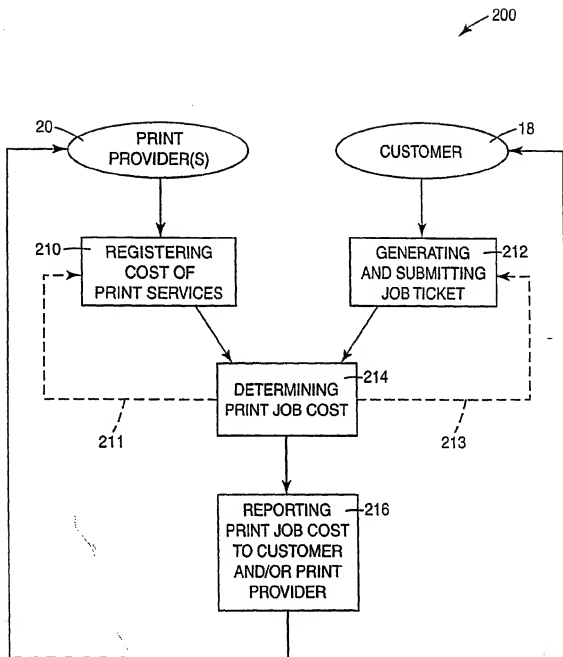 200
20
PRINT
PROVIDER(S)
18
CUSTOMER
210
REGISTERING
COST OF
PRINT SERVICES
212
GENERATING
AND SUBMITTING
JOB TICKET
214
DETERMINING
PRINT JOB COST
211
213
216
REPORTING
PRINT JOB COST
TO CUSTOMER
AND/OR PRINT
PROVIDER